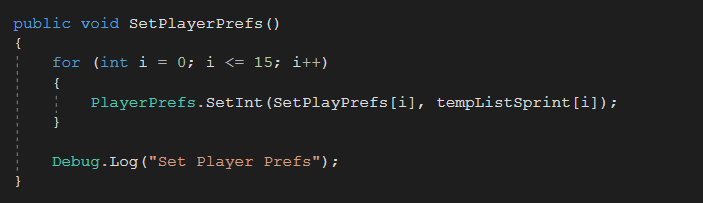 public void SetPlayerPrefs()
{
for (int i = 0; i <= 15; i++)
{
PlayerPrefs.SetInt(SetPlayPrefs[i], tempListSprint[i]);
}
Debug.Log("Set Player Prefs");
}